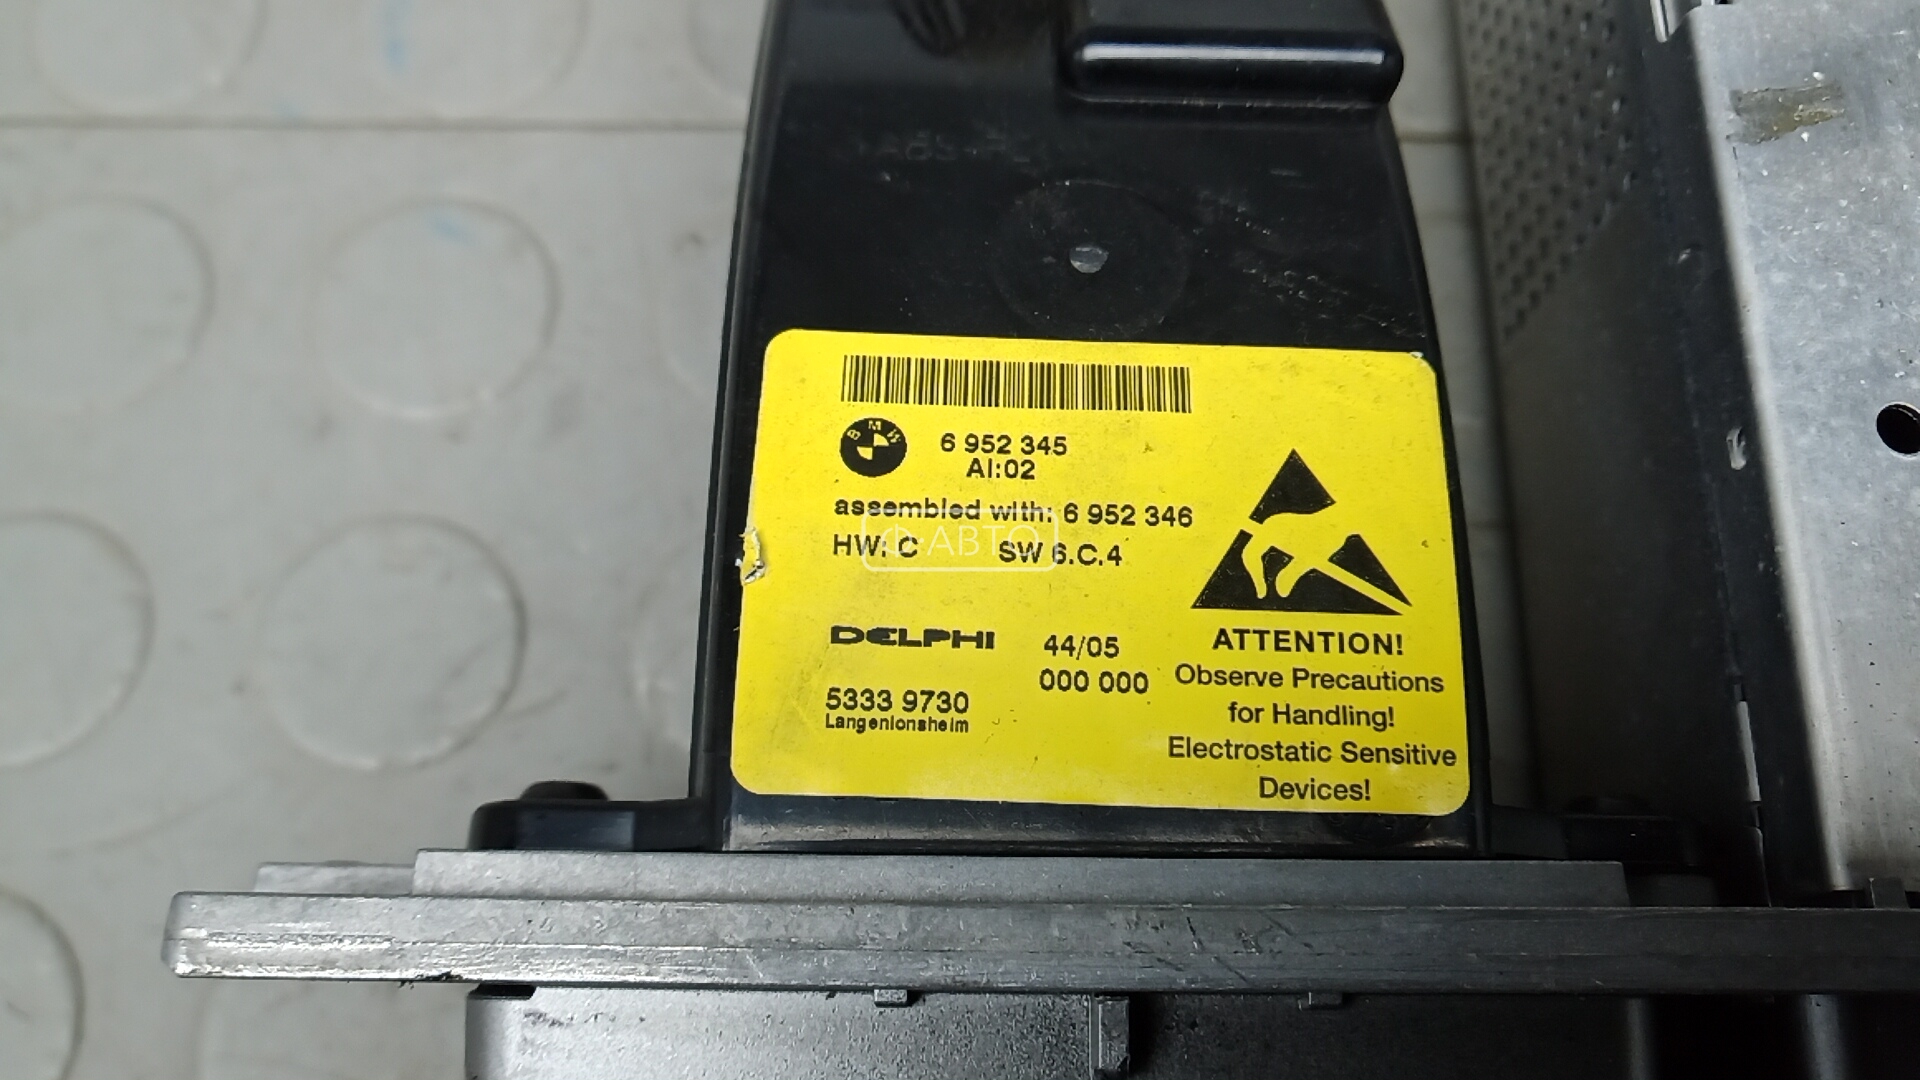 BMW
6 952 345
AI:02
assembled with: 6 952 346
HW: C SW 6.C.4
Ф-АВТО
DELPHI 44/05
000 000
5333 9730
Langenlonsheim
ATTENTION!
Observe Precautions
for Handling!
Electrostatic Sensitive
Devices!